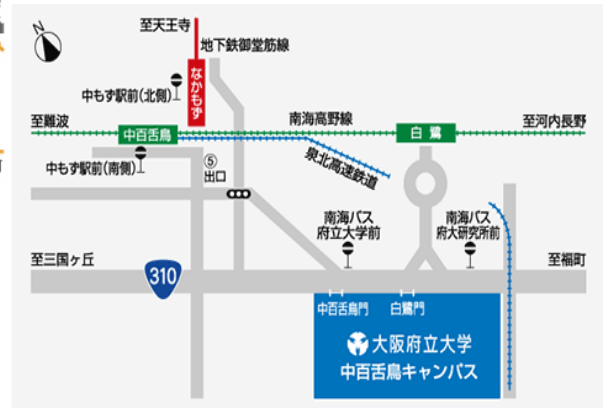 N
至天王寺
地下鉄御堂筋線
なかもず
中もず駅前(北側)
至難波
中百舌鳥
南海高野線
白鷺
至河内長野
中もず駅前(南側)
⑤
出口
泉北高速鉄道
南海バス
府立大学前
南海バス
府大研究所前
至三国ヶ丘
310
至福町
中百舌鳥門
白鷺門
大阪府立大学
中百舌鳥キャンパス